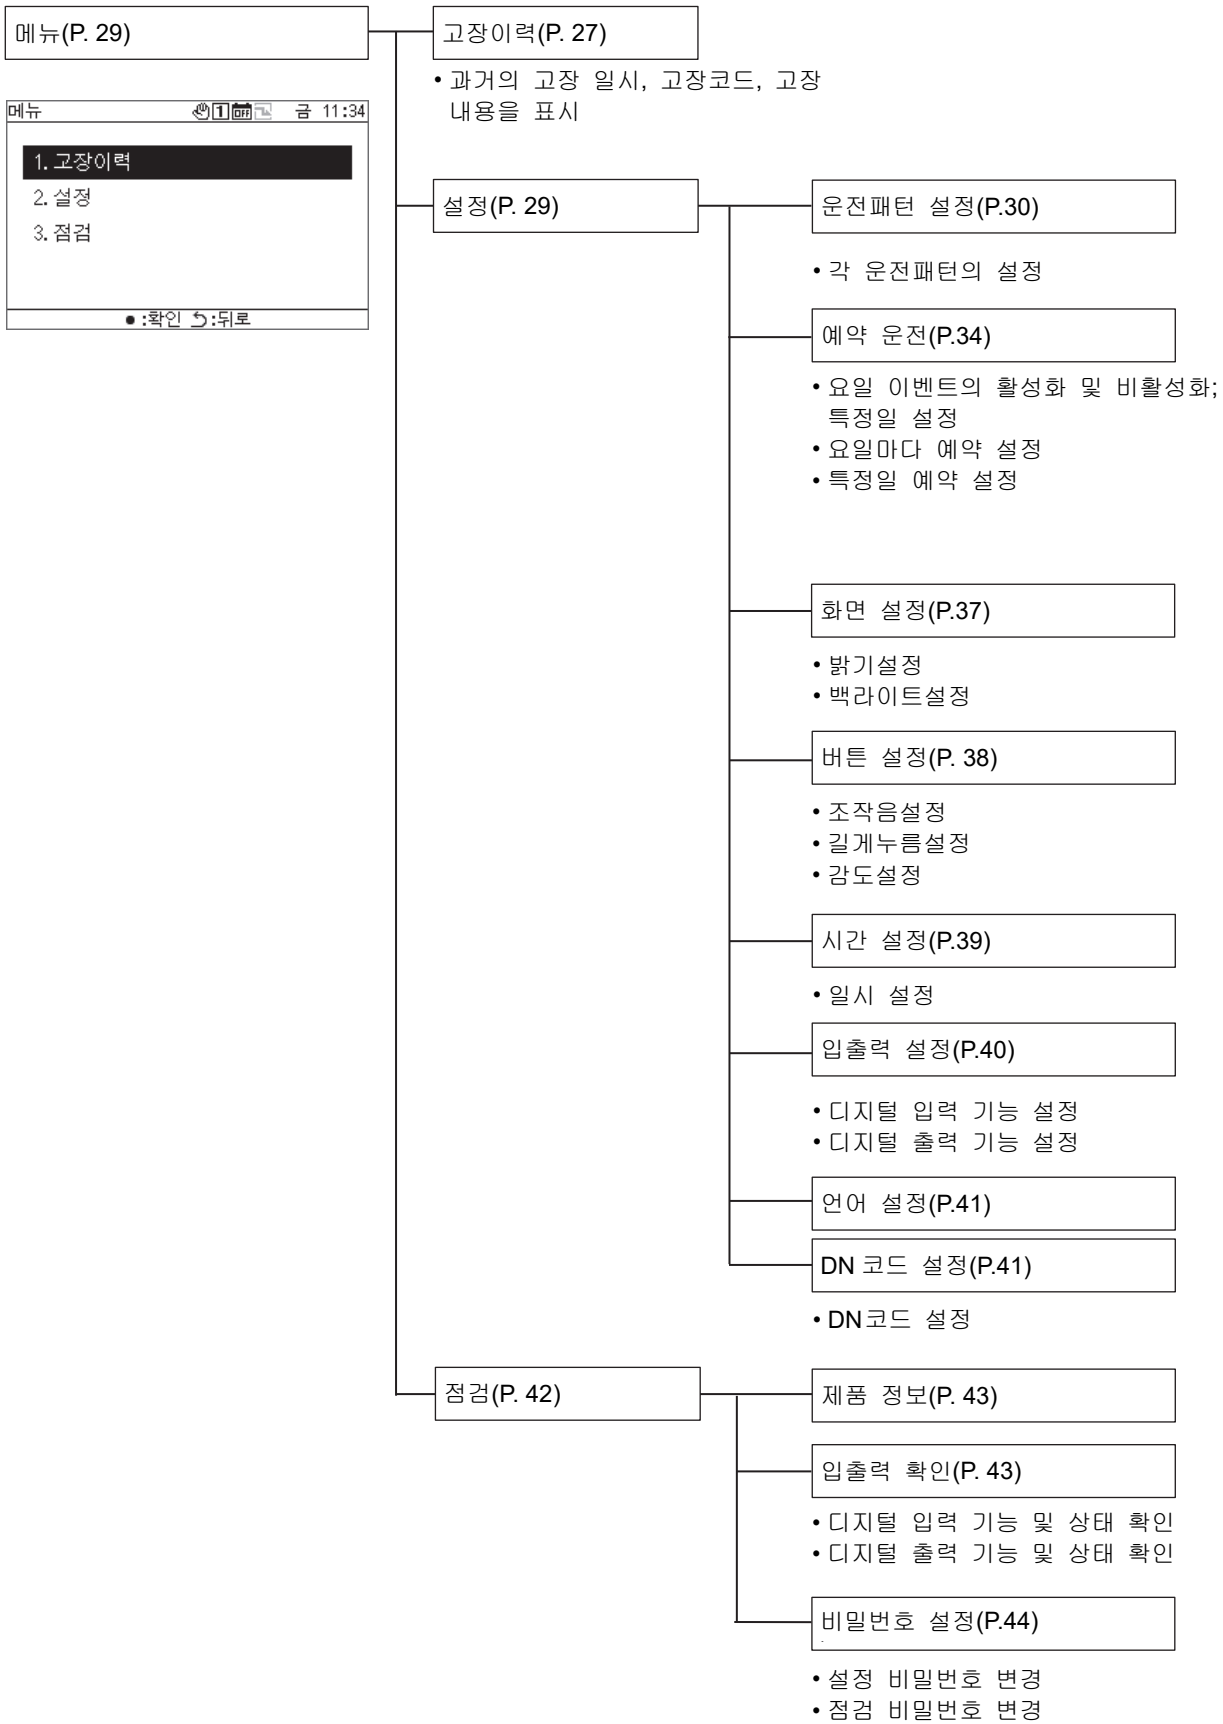 메뉴(P. 29)
고장이력(P. 27)
• 과거의 고장 일시, 고장코드, 고장
내용을 표시
메뉴 1 OFF 금 11:34
1. 고장이력
2. 설정
3. 점검
● :확인 :뒤로
설정(P. 29)
운전패턴 설정(P.30)
• 각 운전패턴의 설정
예약 운전(P.34)
• 요일 이벤트의 활성화 및 비활성화;
특정일 설정
• 요일마다 예약 설정
• 특정일 예약 설정
화면 설정(P.37)
• 밝기설정
• 백라이트설정
버튼 설정(P. 38)
• 조작음설정
• 길게누름설정
• 감도설정
시간 설정(P.39)
• 일시 설정
입출력 설정(P.40)
• 디지털 입력 기능 설정
• 디지털 출력 기능 설정
언어 설정(P.41)
DN 코드 설정(P.41)
• DN코드 설정
점검(P. 42)
제품 정보(P. 43)
입출력 확인(P. 43)
• 디지털 입력 기능 및 상태 확인
• 디지털 출력 기능 및 상태 확인
비밀번호 설정(P.44)
• 설정 비밀번호 변경
• 점검 비밀번호 변경